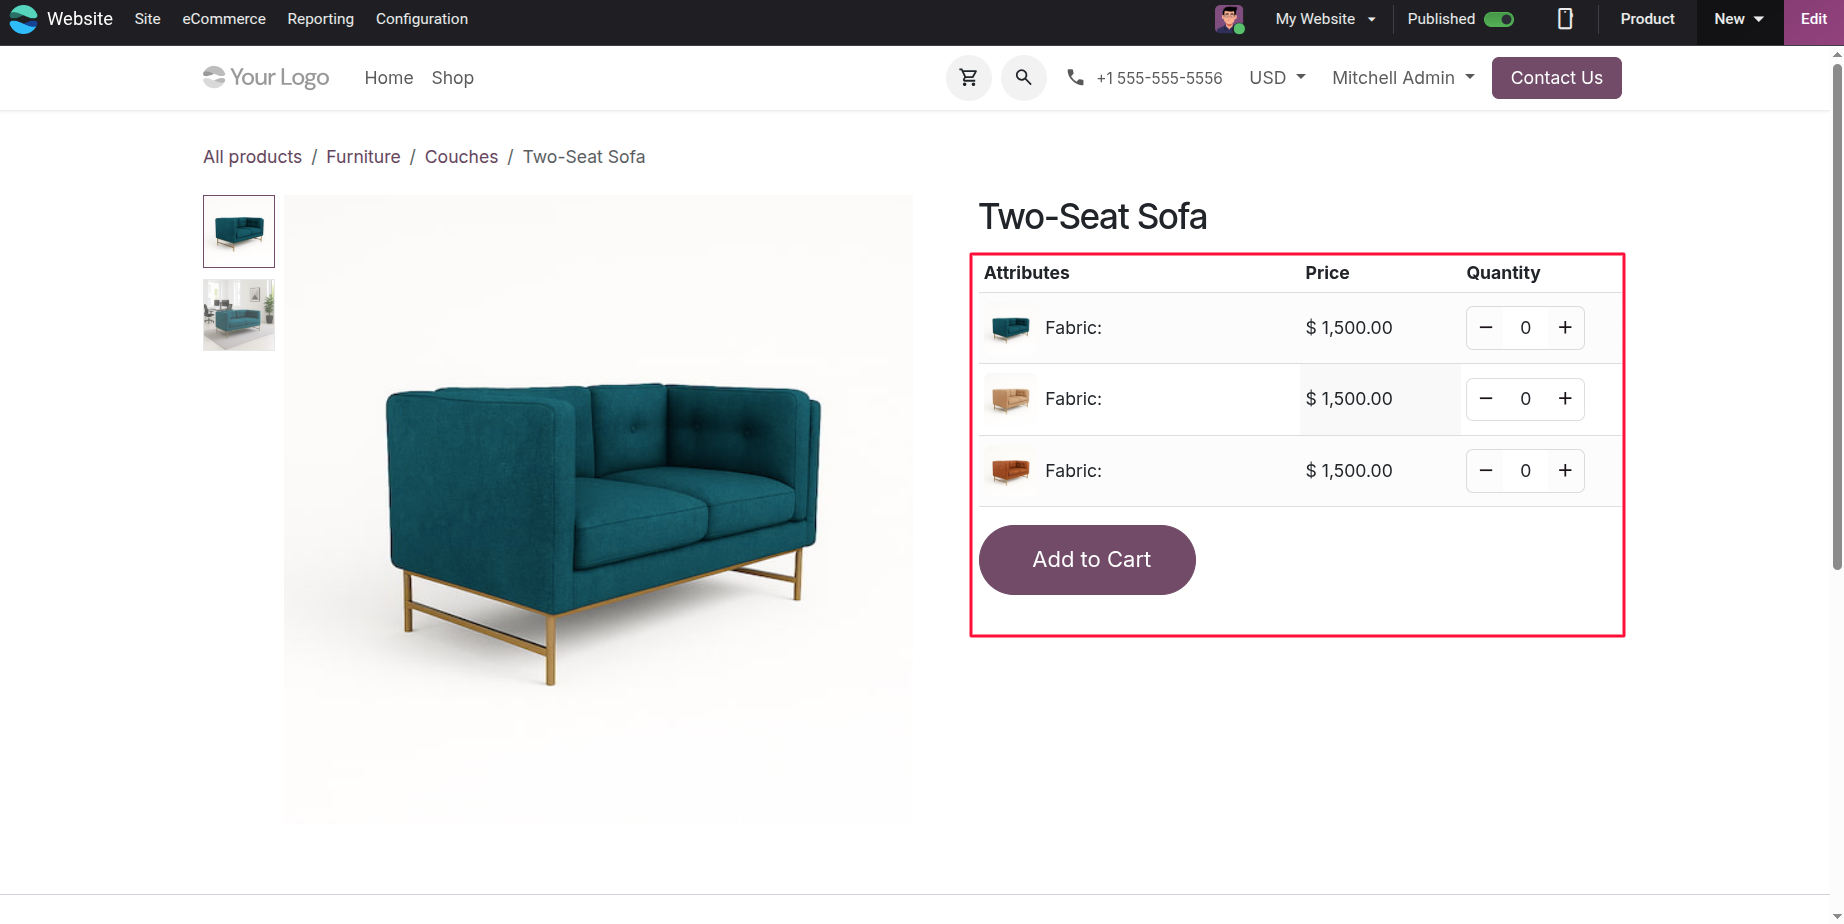 Website Site eCommerce Reporting Configuration My Website Published Product New Edit
Your Logo Home Shop +1 555-555-5556 USD Mitchell Admin Contact Us
All products / Furniture / Couches / Two-Seat Sofa
Two-Seat Sofa
Attributes Price Quantity
Fabric: $ 1,500.00 − 0 +
Fabric: $ 1,500.00 − 0 +
Fabric: $ 1,500.00 − 0 +
Add to Cart